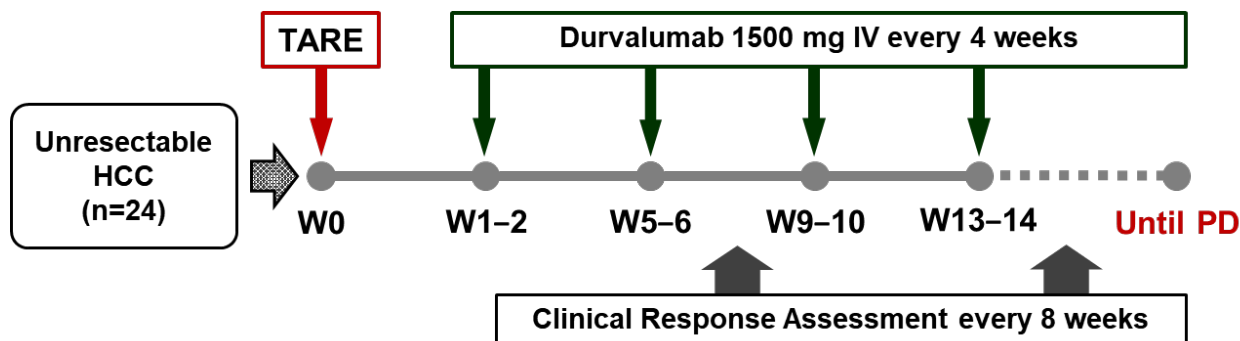 TARE
Durvalumab 1500 mg IV every 4 weeks
Unresectable
HCC
(n=24)
W0
W1–2
W5–6
W9–10
W13–14
Until PD
Clinical Response Assessment every 8 weeks